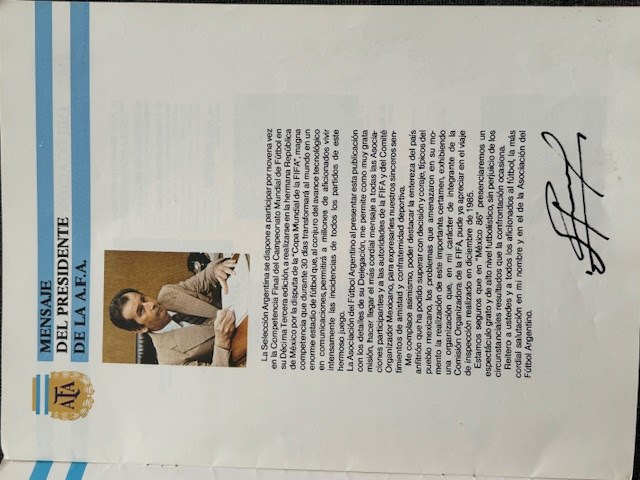 MENSAJE
DEL PRESIDENTE
DE LA A.F.A.
AFA
La Selección Argentina se dispone a participar por novena vez
en la Competencia Final del Campeonato Mundial de Fútbol en
su Décima Tercera edición, a realizarse en la hermana República
de México por la disputa de la "Copa Mundial de la FIFA", magna
competencia que durante 30 días transformará al mundo en un
enorme estadio de fútbol que, al conjuro del avance tecnológico
en comunicaciones, permitirá a millones de aficionados vivir
intensamente las incidencias de todos los partidos de este
hermoso juego.
La Asociación del Fútbol Argentino al presentar esta publicación
con los detalles de su Delegación, me permite como muy grata
misión, hacer llegar el más cordial mensaje a todas las Asocia-
ciones participantes y a las autoridades de la FIFA y del Comité
Organizador Mexicano, para expresarles nuestros sinceros sen-
timientos de amistad y confraternidad deportiva.
Me complace asimismo, poder destacar la entereza del país
anfitrión que ha podido superar con decisión y coraje, típicos del
pueblo mexicano, los problemas que amenazaron en su mo-
mento la realización de este importante certamen, exhibiendo
una organización que, en mi carácter de integrante de la
Comisión Organizadora de la FIFA, pude ya apreciar en el viaje
de inspección realizado en diciembre de 1985.
Estamos seguros que en "México 86" presenciaremos un
espectáculo grato y de alto nivel futbolístico, sin perjuicio de los
circunstanciales resultados que la confrontación ocasiona.
Reitero a ustedes y a todos los aficionados al fútbol, la más
cordial salutación en mi nombre y en el de la Asociación del
Fútbol Argentino.